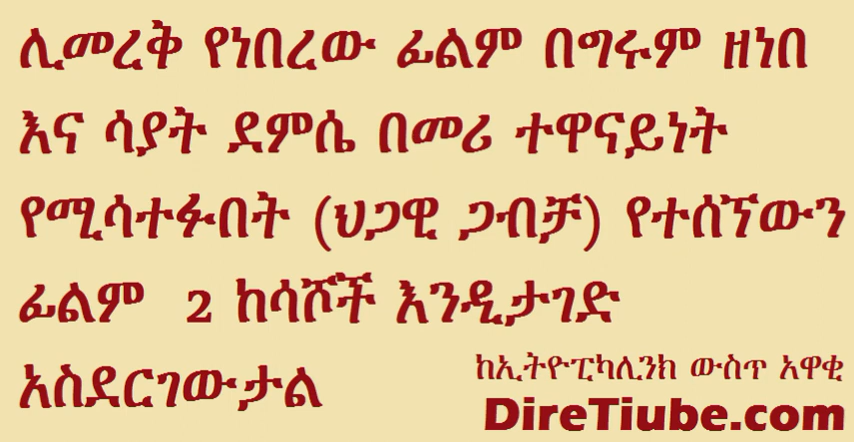 ሊመረቅ የነበረው ፊልም በግሩም ዘነበ
እና ሳያት ደምሴ በመሪ ተዋናይነት
የሚሳተፉበት (ህጋዊ ጋብቻ) የተሰኘውን
ፊልም 2 ከሳሾች እንዲታገድ
አስደርገውታል
ከኢትዮፒካሊንክ ውስጥ አዋቂ
DireTiube.com